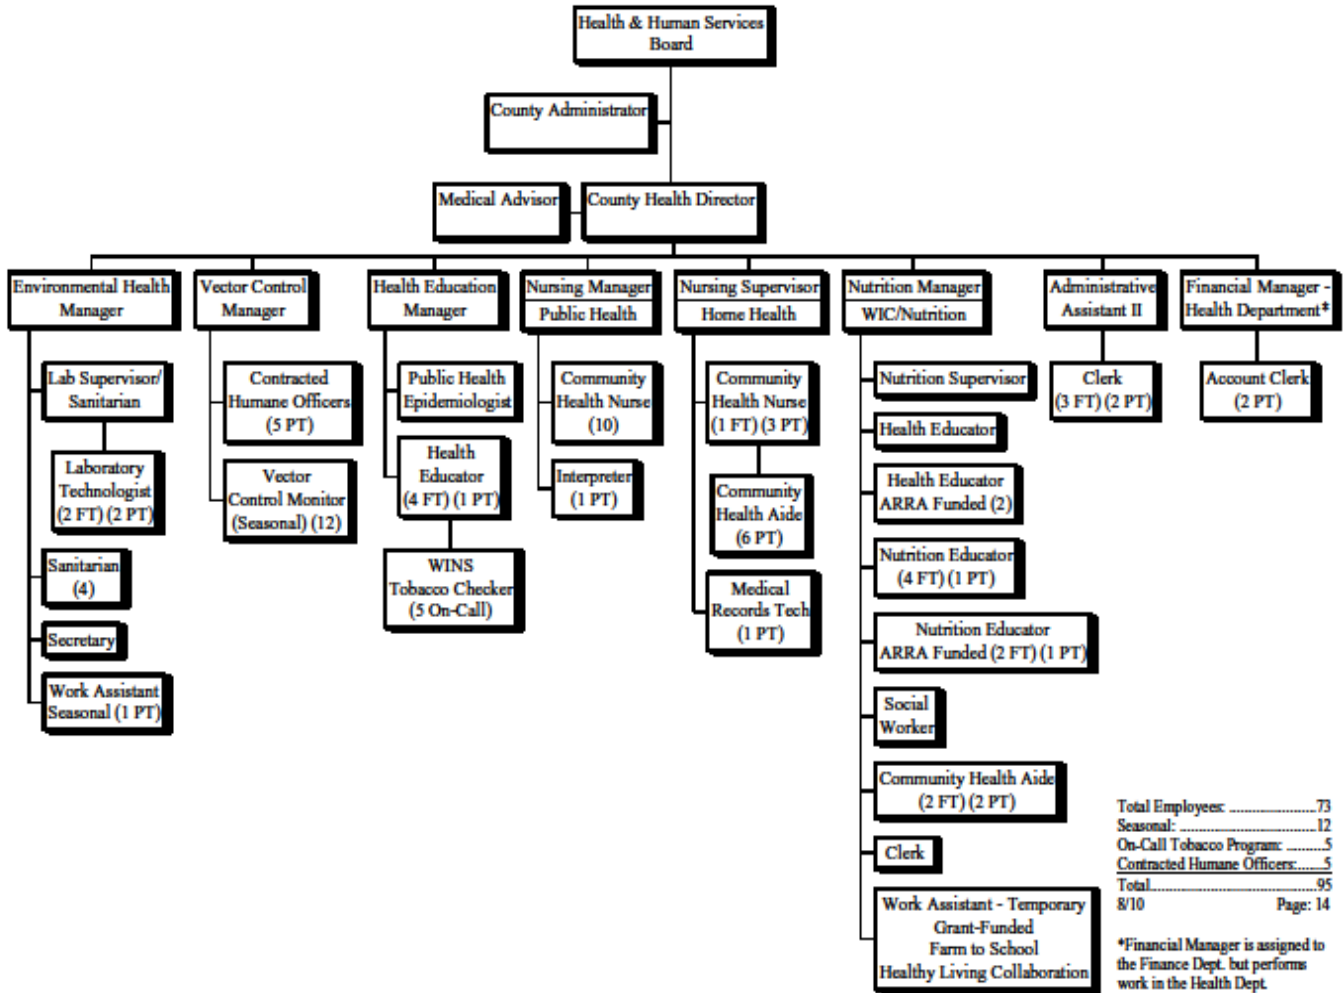 Health & Human Services
Board
County Administrator
Medical Advisor
County Health Director
Environmental Health
Manager
Lab Supervisor/
Sanitarian
Laboratory
Technologist
(2 FT) (2 PT)
Sanitarian
(4)
Secretary
Work Assistant
Seasonal (1 PT)
Vector Control
Manager
Contracted
Humane Officers
(5 PT)
Vector
Control Monitor
(Seasonal) (12)
Health Education
Manager
Public Health
Epidemiologist
Health
Educator
(4 FT) (1 PT)
WINS
Tobacco Checker
(5 On-Call)
Nursing Manager
Public Health
Community
Health Nurse
(10)
Interpreter
(1 PT)
Nursing Supervisor
Home Health
Community
Health Nurse
(1 FT) (3 PT)
Community
Health Aide
(6 PT)
Medical
Records Tech
(1 PT)
Nutrition Manager
WIC/Nutrition
Nutrition Supervisor
Health Educator
Health Educator
ARRA Funded (2)
Nutrition Educator
(4 FT) (1 PT)
Nutrition Educator
ARRA Funded (2 FT) (1 PT)
Social
Worker
Community Health Aide
(2 FT) (2 PT)
Clerk
Work Assistant - Temporary
Grant-Funded
Farm to School
Healthy Living Collaboration
Administrative
Assistant II
Clerk
(3 FT) (2 PT)
Financial Manager -
Health Department*
Account Clerk
(2 PT)
Total Employees: ........................73
Seasonal: .......................................12
On-Call Tobacco Program: ..........5
Contracted Humane Officers:.......5
Total................................................95
8/10 Page: 14
*Financial Manager is assigned to
the Finance Dept. but performs
work in the Health Dept.